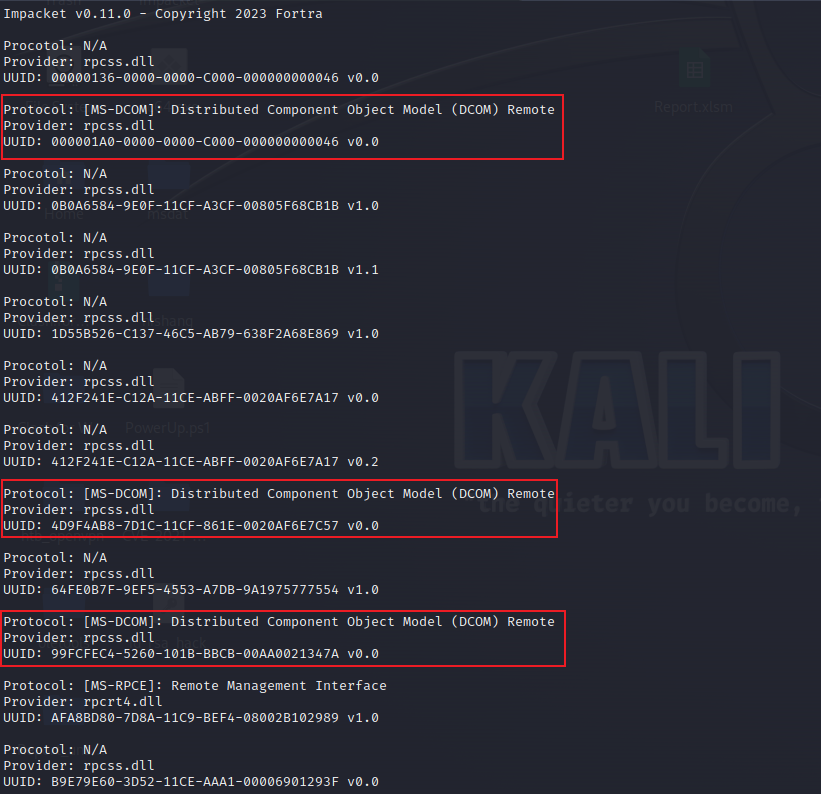 Impacket v0.11.0 - Copyright 2023 Fortra
Procotol: N/A
Provider: rpcss.dll
UUID: 00000136-0000-0000-C000-000000000046 v0.0
Protocol: [MS-DCOM]: Distributed Component Object Model (DCOM) Remote
Provider: rpcss.dll
UUID: 000001A0-0000-0000-C000-000000000046 v0.0
Procotol: N/A
Provider: rpcss.dll
UUID: 0B0A6584-9E0F-11CF-A3CF-00805F68CB1B v1.0
Procotol: N/A
Provider: rpcss.dll
UUID: 0B0A6584-9E0F-11CF-A3CF-00805F68CB1B v1.1
Procotol: N/A
Provider: rpcss.dll
UUID: 1D55B526-C137-46C5-AB79-638F2A68E869 v1.0
Procotol: N/A
Provider: rpcss.dll
UUID: 412F241E-C12A-11CE-ABFF-0020AF6E7A17 v0.0
Procotol: N/A
Provider: rpcss.dll
UUID: 412F241E-C12A-11CE-ABFF-0020AF6E7A17 v0.2
Protocol: [MS-DCOM]: Distributed Component Object Model (DCOM) Remote
Provider: rpcss.dll
UUID: 4D9F4AB8-7D1C-11CF-861E-0020AF6E7C57 v0.0
Procotol: N/A
Provider: rpcss.dll
UUID: 64FE0B7F-9EF5-4553-A7DB-9A1975777554 v1.0
Protocol: [MS-DCOM]: Distributed Component Object Model (DCOM) Remote
Provider: rpcss.dll
UUID: 99FCFEC4-5260-101B-BBCB-00AA0021347A v0.0
Protocol: [MS-RPCE]: Remote Management Interface
Provider: rpcrt4.dll
UUID: AFA8BD80-7D8A-11C9-BEF4-08002B102989 v1.0
Procotol: N/A
Provider: rpcss.dll
UUID: B9E79E60-3D52-11CE-AAA1-00006901293F v0.0
Report.xlsm
Home
PowerUp.ps1
KALI
the quieter you become,